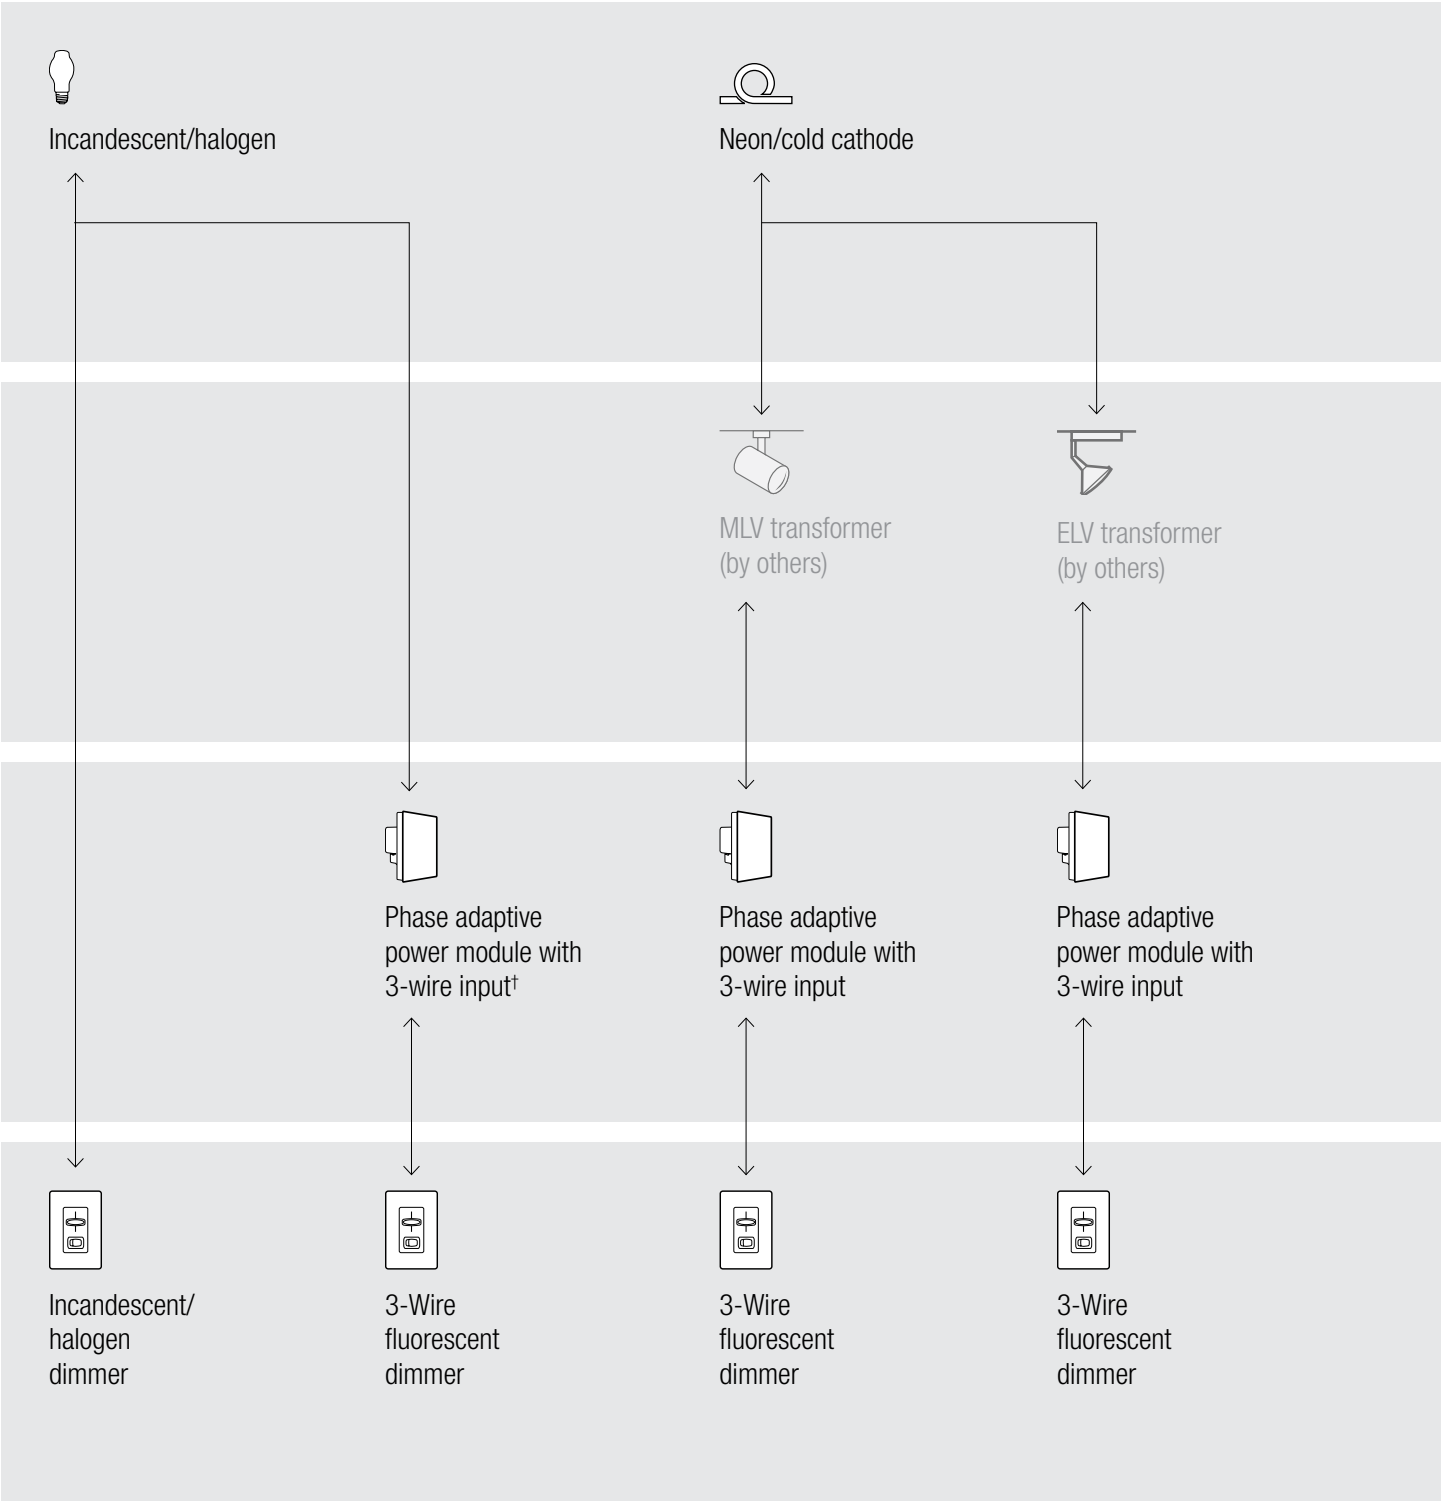 Incandescent/halogen
Neon/cold cathode
MLV transformer
(by others)
ELV transformer
(by others)
Phase adaptive
power module with
3-wire input†
Phase adaptive
power module with
3-wire input
Phase adaptive
power module with
3-wire input
Incandescent/
halogen
dimmer
3-Wire
fluorescent
dimmer
3-Wire
fluorescent
dimmer
3-Wire
fluorescent
dimmer